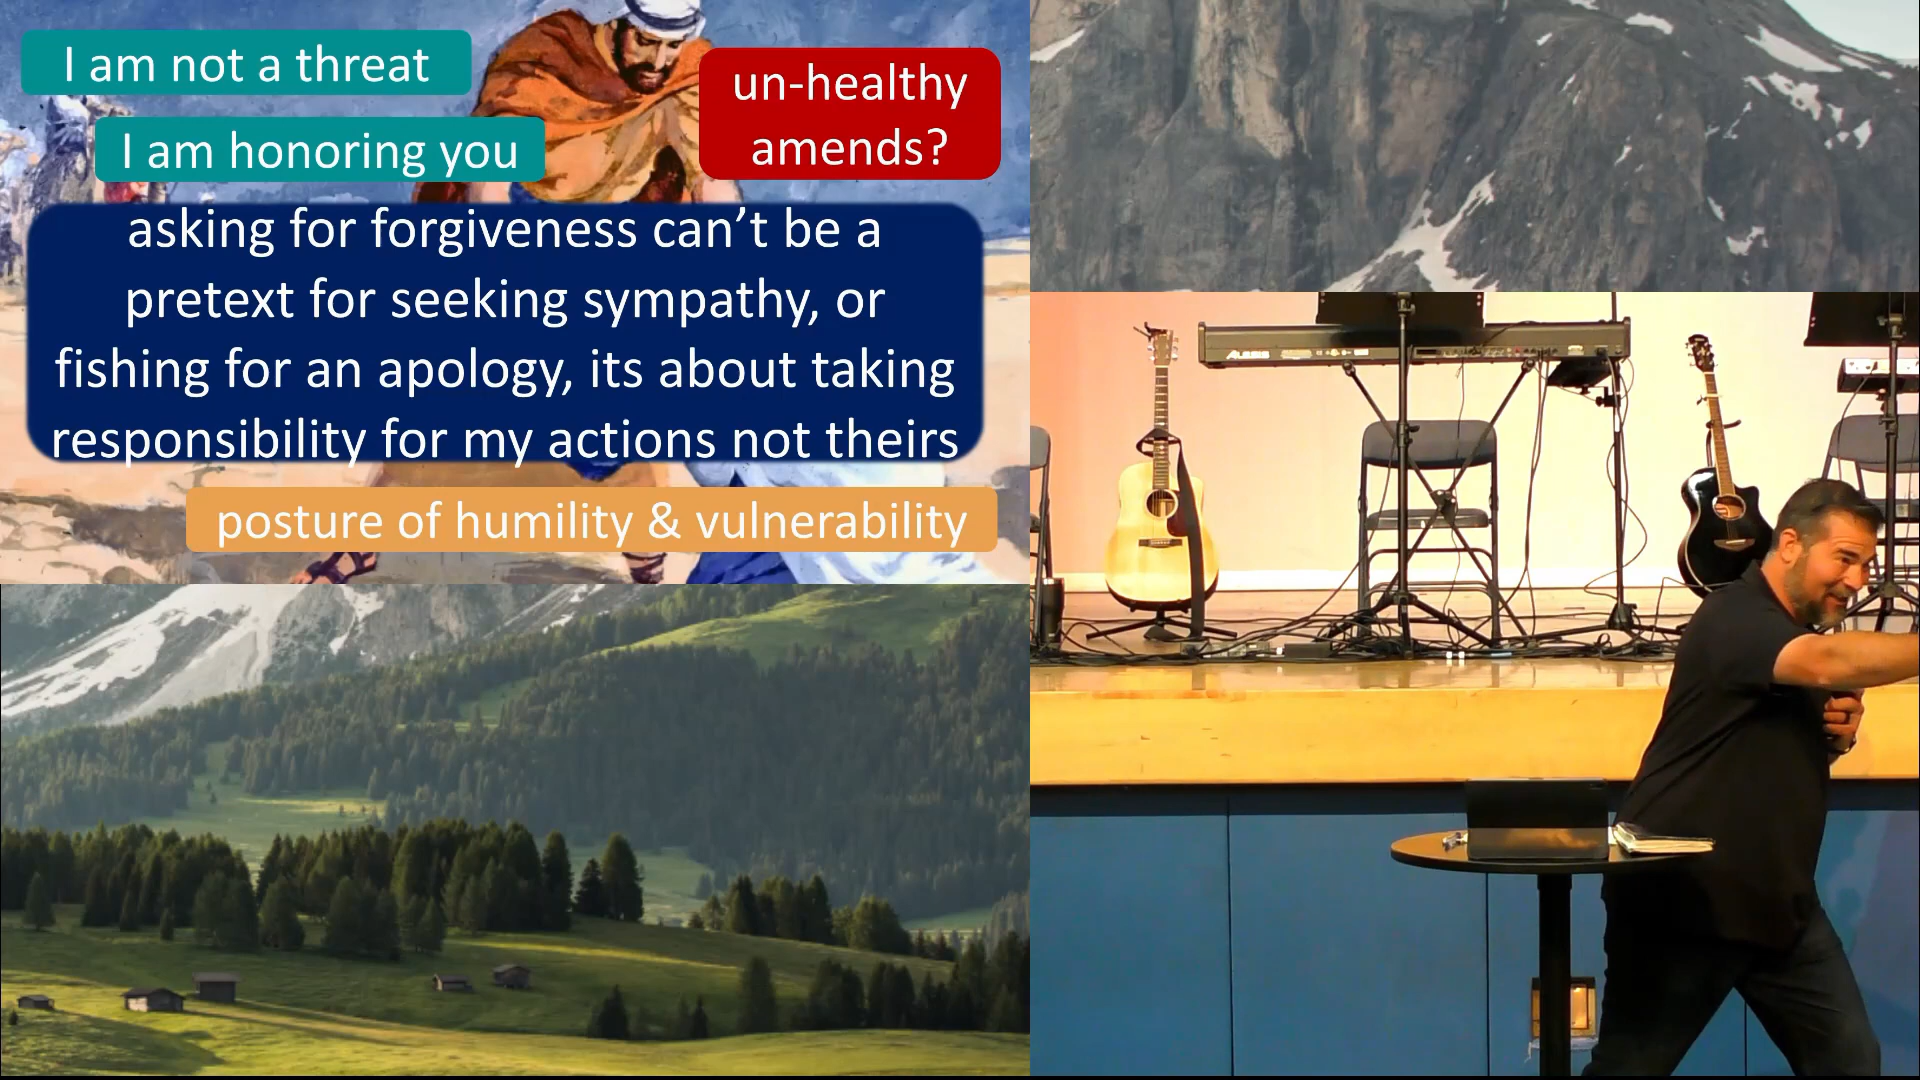 I am not a threat
un-healthy
amends?
I am honoring you
asking for forgiveness can’t be a
pretext for seeking sympathy, or
fishing for an apology, its about taking
responsibility for my actions not theirs
posture of humility & vulnerability
ALESIS